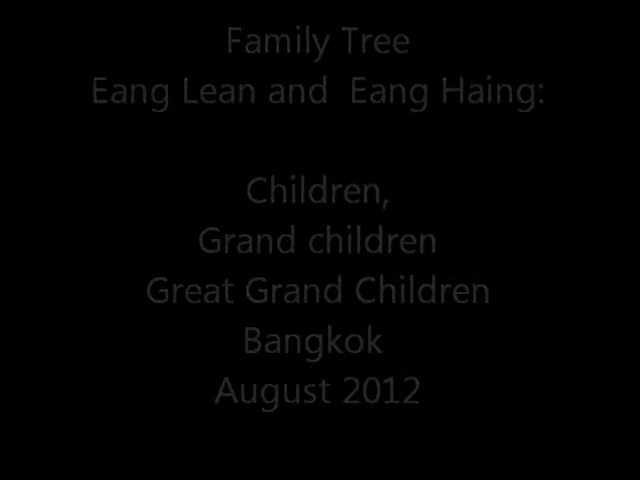 Family Tree
Eang Lean and  Eang Haing:
Children,
Grand children
Great Grand Children
Bangkok
August 2012